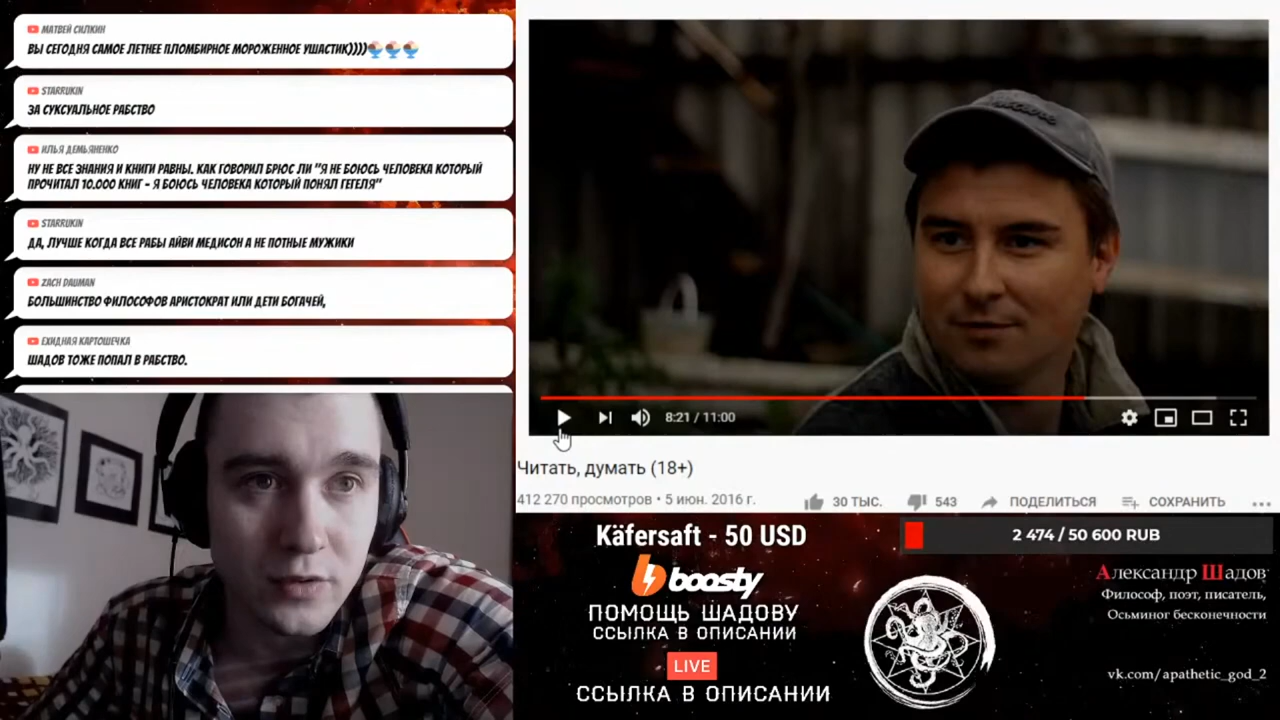 МАТВЕЙ СИЛКИН
ВЫ СЕГОДНЯ САМОЕ ЛЕТНЕЕ ПЛОМБИРНОЕ МОРОЖЕННОЕ УШАСТИК))))🍨🍨🍨
STARRUKIN
ЗА СУКСУАЛЬНОЕ РАБСТВО
ИЛЬЯ ДЕМЬЯНЕНКО
НУ НЕ ВСЕ ЗНАНИЯ И КНИГИ РАВНЫ. КАК ГОВОРИЛ БРЮС ЛИ "Я НЕ БОЮСЬ ЧЕЛОВЕКА КОТОРЫЙ
ПРОЧИТАЛ 10.000 КНИГ - Я БОЮСЬ ЧЕЛОВЕКА КОТОРЫЙ ПОНЯЛ ГЕГЕЛЯ"
STARRUKIN
ДА, ЛУЧШЕ КОГДА ВСЕ РАБЫ АЙВИ МЕДИСОН А НЕ ПОТНЫЕ МУЖИКИ
ZACH DAUMAN
БОЛЬШИНСТВО ФИЛОСОФОВ АРИСТОКРАТ ИЛИ ДЕТИ БОГАЧЕЙ,
ЕХИДНАЯ КАРТОШЕЧКА
ШАДОВ ТОЖЕ ПОПАЛ В РАБСТВО.
8:21 / 11:00
Читать, думать (18+)
412 270 просмотров • 5 июн. 2016 г.
30 ТЫС.
543
ПОДЕЛИТЬСЯ
СОХРАНИТЬ
Käfersaft - 50 USD
boosty
ПОМОЩЬ ШАДОВУ
ССЫЛКА В ОПИСАНИИ
LIVE
ССЫЛКА В ОПИСАНИИ
2 474 / 50 600 RUB
Александр Шадов
Философ, поэт, писатель,
Осьминог бесконечности
vk.com/apathetic_god_2